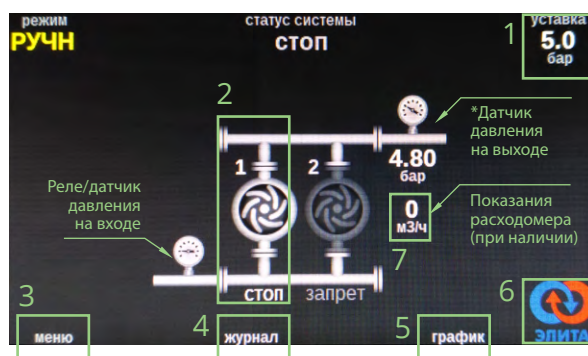 режим
РУЧН
статус системы
стоп
1
уставка
5.0
бар
2
*Датчик
давления
на выходе
1
2
4.80
бар
Реле/датчик
давления
на входе
0
м3/ч
Показания
расходомера
(при наличии)
7
3
стоп
запрет
6
меню
4
журнал
5
график
ЭЛИТА